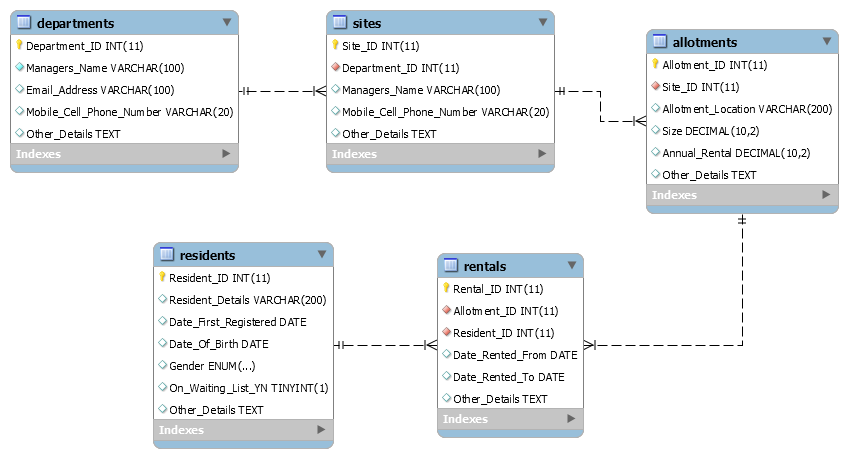 departments
Department_ID INT(11)
Managers_Name VARCHAR(100)
Email_Address VARCHAR(100)
Mobile_Cell_Phone_Number VARCHAR(20)
Other_Details TEXT
Indexes
sites
Site_ID INT(11)
Department_ID INT(11)
Managers_Name VARCHAR(100)
Mobile_Cell_Phone_Number VARCHAR(20)
Other_Details TEXT
Indexes
allotments
Allotment_ID INT(11)
Site_ID INT(11)
Allotment_Location VARCHAR(200)
Size DECIMAL(10,2)
Annual_Rental DECIMAL(10,2)
Other_Details TEXT
Indexes
residents
Resident_ID INT(11)
Resident_Details VARCHAR(200)
Date_First_Registered DATE
Date_Of_Birth DATE
Gender ENUM(...)
On_Waiting_List_YN TINYINT(1)
Other_Details TEXT
Indexes
rentals
Rental_ID INT(11)
Allotment_ID INT(11)
Resident_ID INT(11)
Date_Rented_From DATE
Date_Rented_To DATE
Other_Details TEXT
Indexes